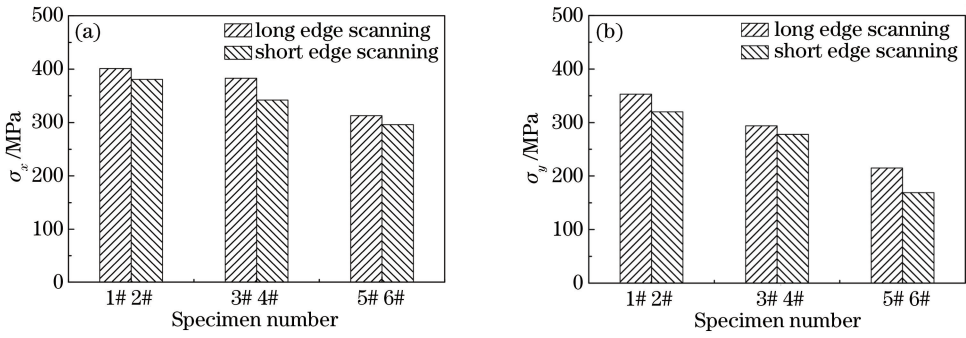 (a)
long edge scanning
short edge scanning
500
400
300
200
100
0
σx /MPa
1# 2# 3# 4# 5# 6#
Specimen number
(b)
long edge scanning
short edge scanning
500
400
300
200
100
0
σy /MPa
1# 2# 3# 4# 5# 6#
Specimen number